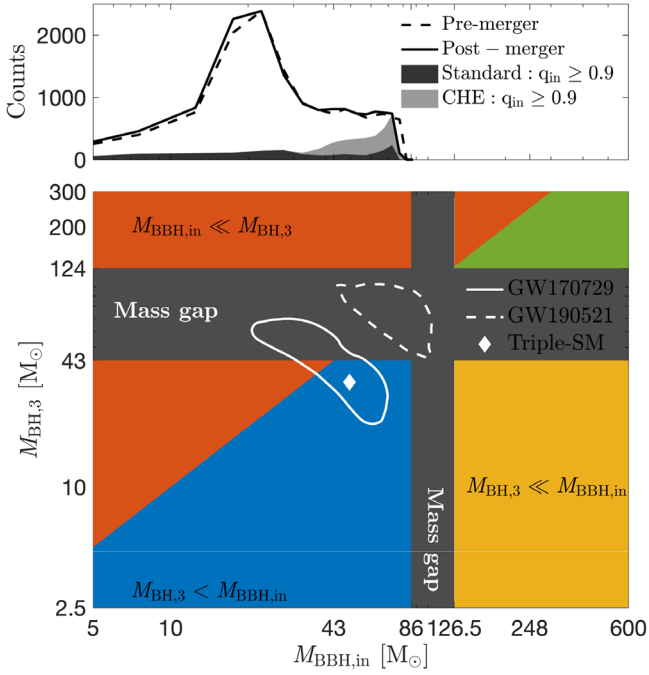 Counts
2000
1000
0
Pre-merger
Post − merger
Standard : q_in ≥ 0.9
CHE : q_in ≥ 0.9
M_BH,3 [M_⊙]
300
200
124
43
10
2.5
M_BBH,in ≪ M_BH,3
Mass gap
GW170729
GW190521
Triple-SM
M_BH,3 ≪ M_BBH,in
Mass gap
M_BH,3 < M_BBH,in
5 10 43 86 126.5 248 600
M_BBH,in [M_⊙]